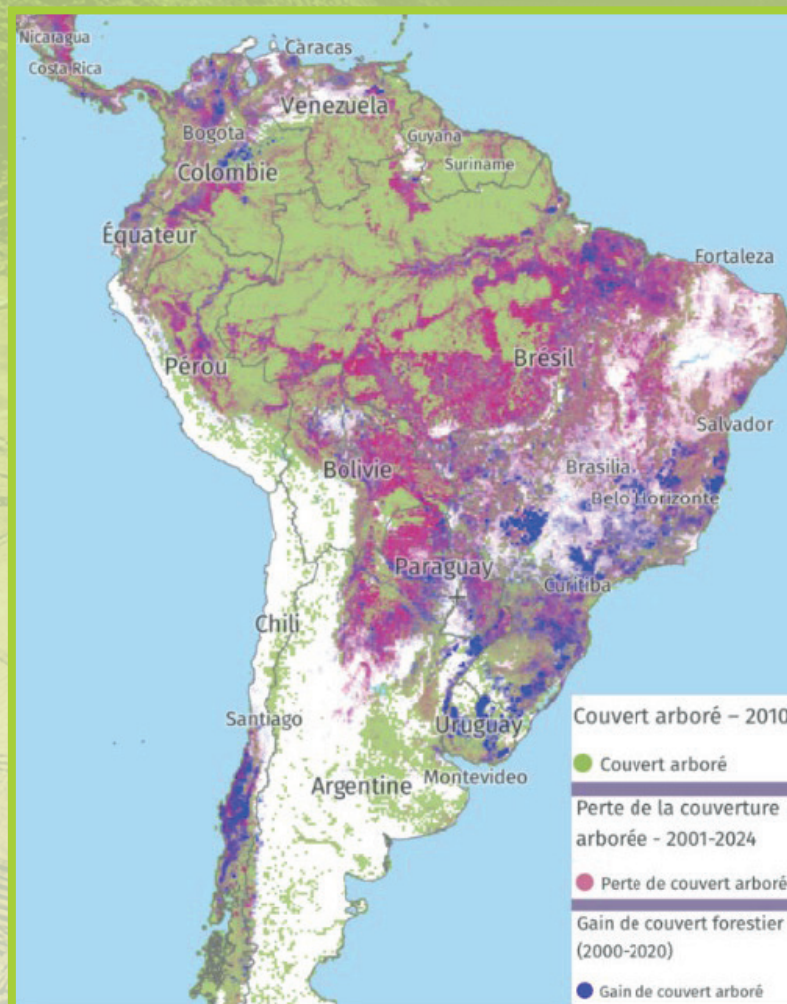 Nicaragua
Caracas
Costa Rica
Venezuela
Bogota
Guyana
Colombie
Suriname
Équateur
Fortaleza
Brésil
Pérou
Salvador
Bolivie
Brasilia
Belo Horizonte
Paraguay
Curitiba
Chili
Santiago
Uruguay
Argentine
Montevideo
Couvert arboré – 2010
Couvert arboré
Perte de la couverture
arborée - 2001-2024
Perte de couvert arboré
Gain de couvert forestier
(2000-2020)
Gain de couvert arboré